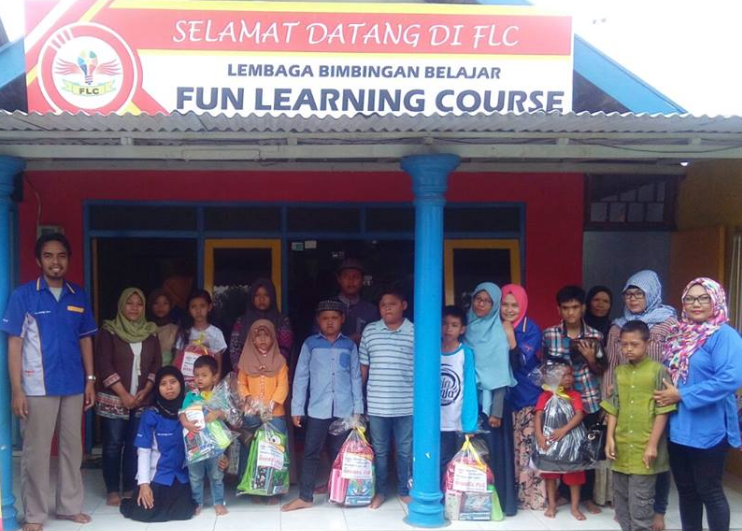 SELAMAT DATANG DI FLC
LEMBAGA BIMBINGAN BELAJAR
FUN LEARNING COURSE
FLC